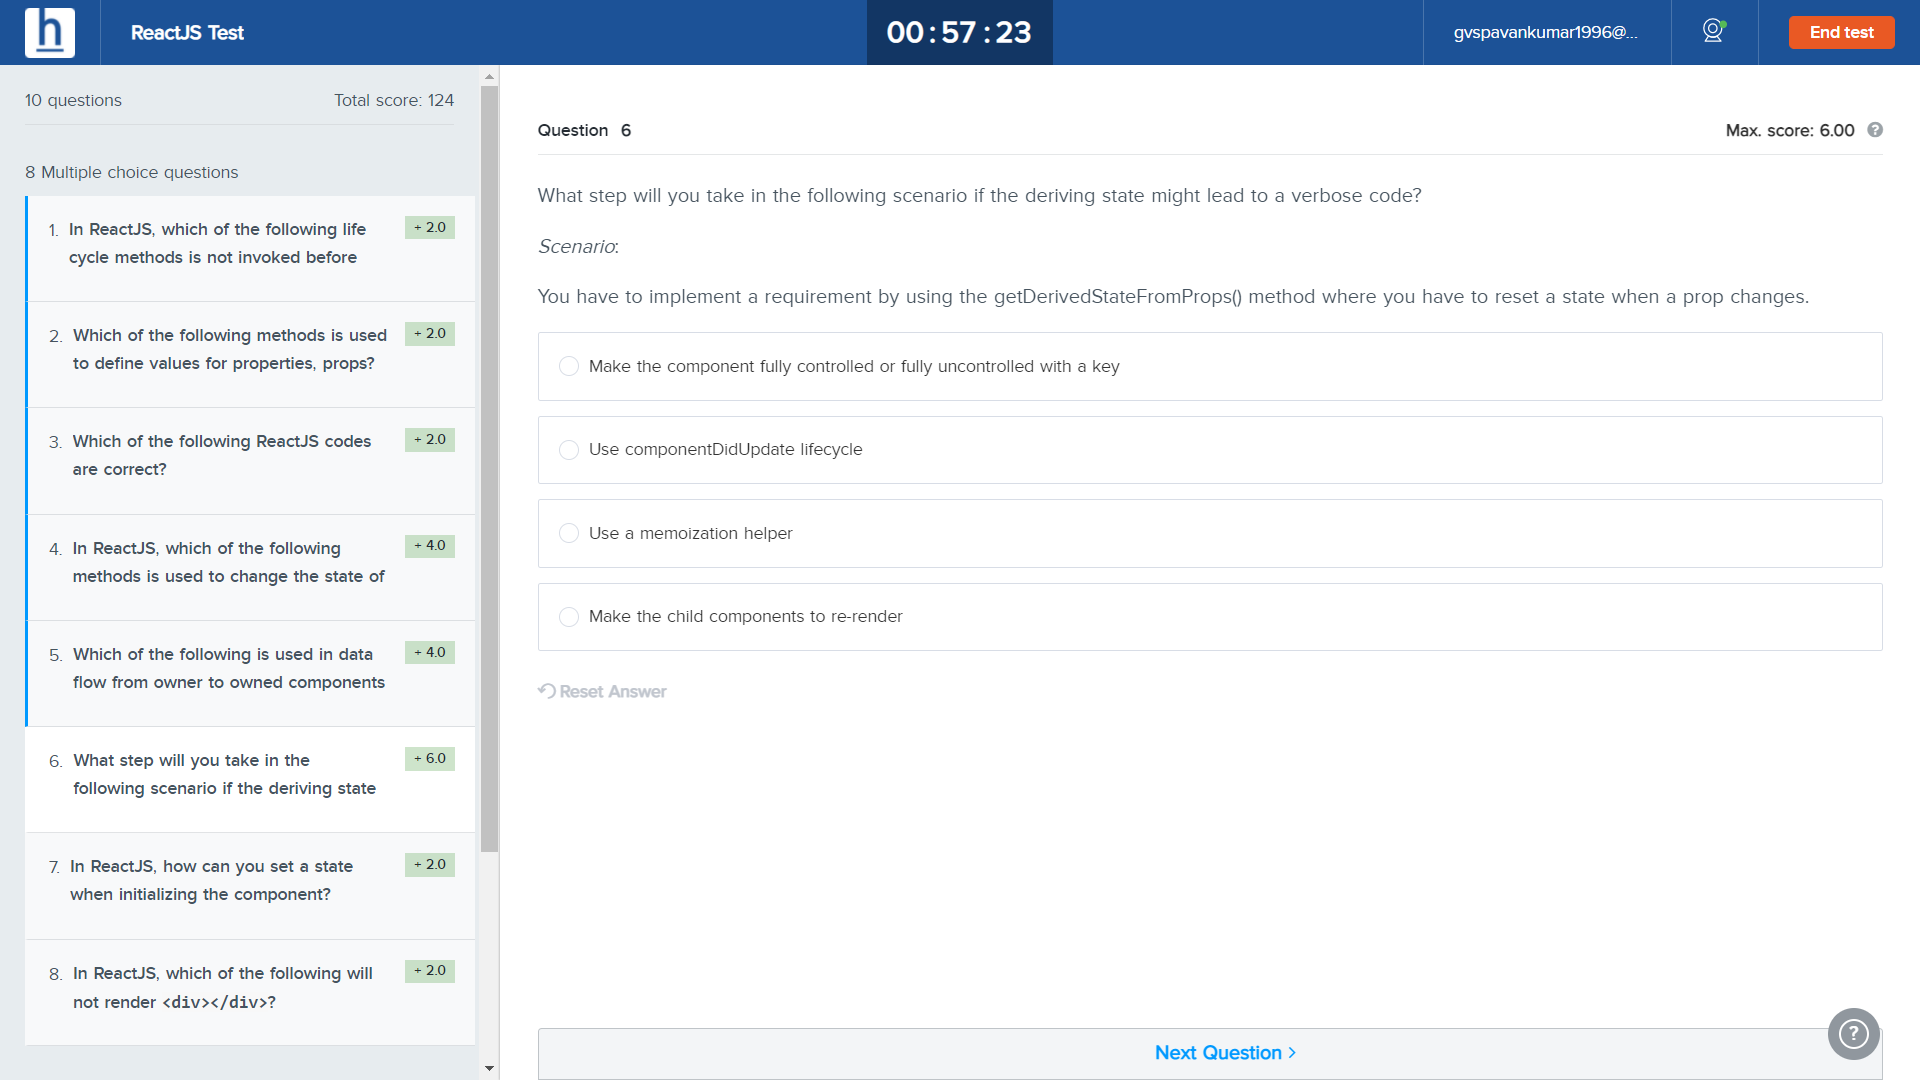 h
ReactJS Test
00 : 57 : 23
gvspavankumar1996@...
End test
10 questions
Total score: 124
8 Multiple choice questions
1. In ReactJS, which of the following life
cycle methods is not invoked before
+ 2.0
2. Which of the following methods is used
to define values for properties, props?
+ 2.0
3. Which of the following ReactJS codes
are correct?
+ 2.0
4. In ReactJS, which of the following
methods is used to change the state of
+ 4.0
5. Which of the following is used in data
flow from owner to owned components
+ 4.0
6. What step will you take in the
following scenario if the deriving state
+ 6.0
7. In ReactJS, how can you set a state
when initializing the component?
+ 2.0
8. In ReactJS, which of the following will
not render <div></div>?
+ 2.0
Question 6
Max. score: 6.00
?
What step will you take in the following scenario if the deriving state might lead to a verbose code?
Scenario:
You have to implement a requirement by using the getDerivedStateFromProps() method where you have to reset a state when a prop changes.
Make the component fully controlled or fully uncontrolled with a key
Use componentDidUpdate lifecycle
Use a memoization helper
Make the child components to re-render
Reset Answer
Next Question >
?